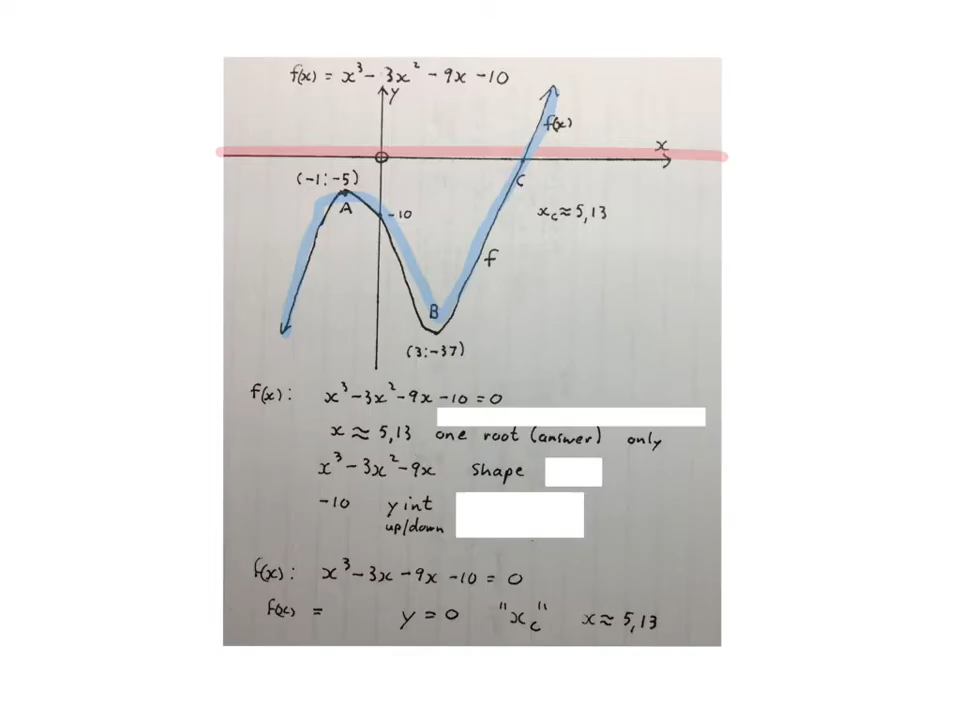 f(x) = x³ - 3x² - 9x - 10
y
f(x)
x
O
(-1;-5)
A
C
-10
x_c ≈ 5,13
f
B
(3;-37)
f(x): x³ - 3x² - 9x - 10 = 0
x ≈ 5,13 one root (answer) only
x³ - 3x² - 9x shape
-10 y int
up/down
f(x): x³ - 3x - 9x - 10 = 0
f(x) = y = 0 "x_c" x ≈ 5,13